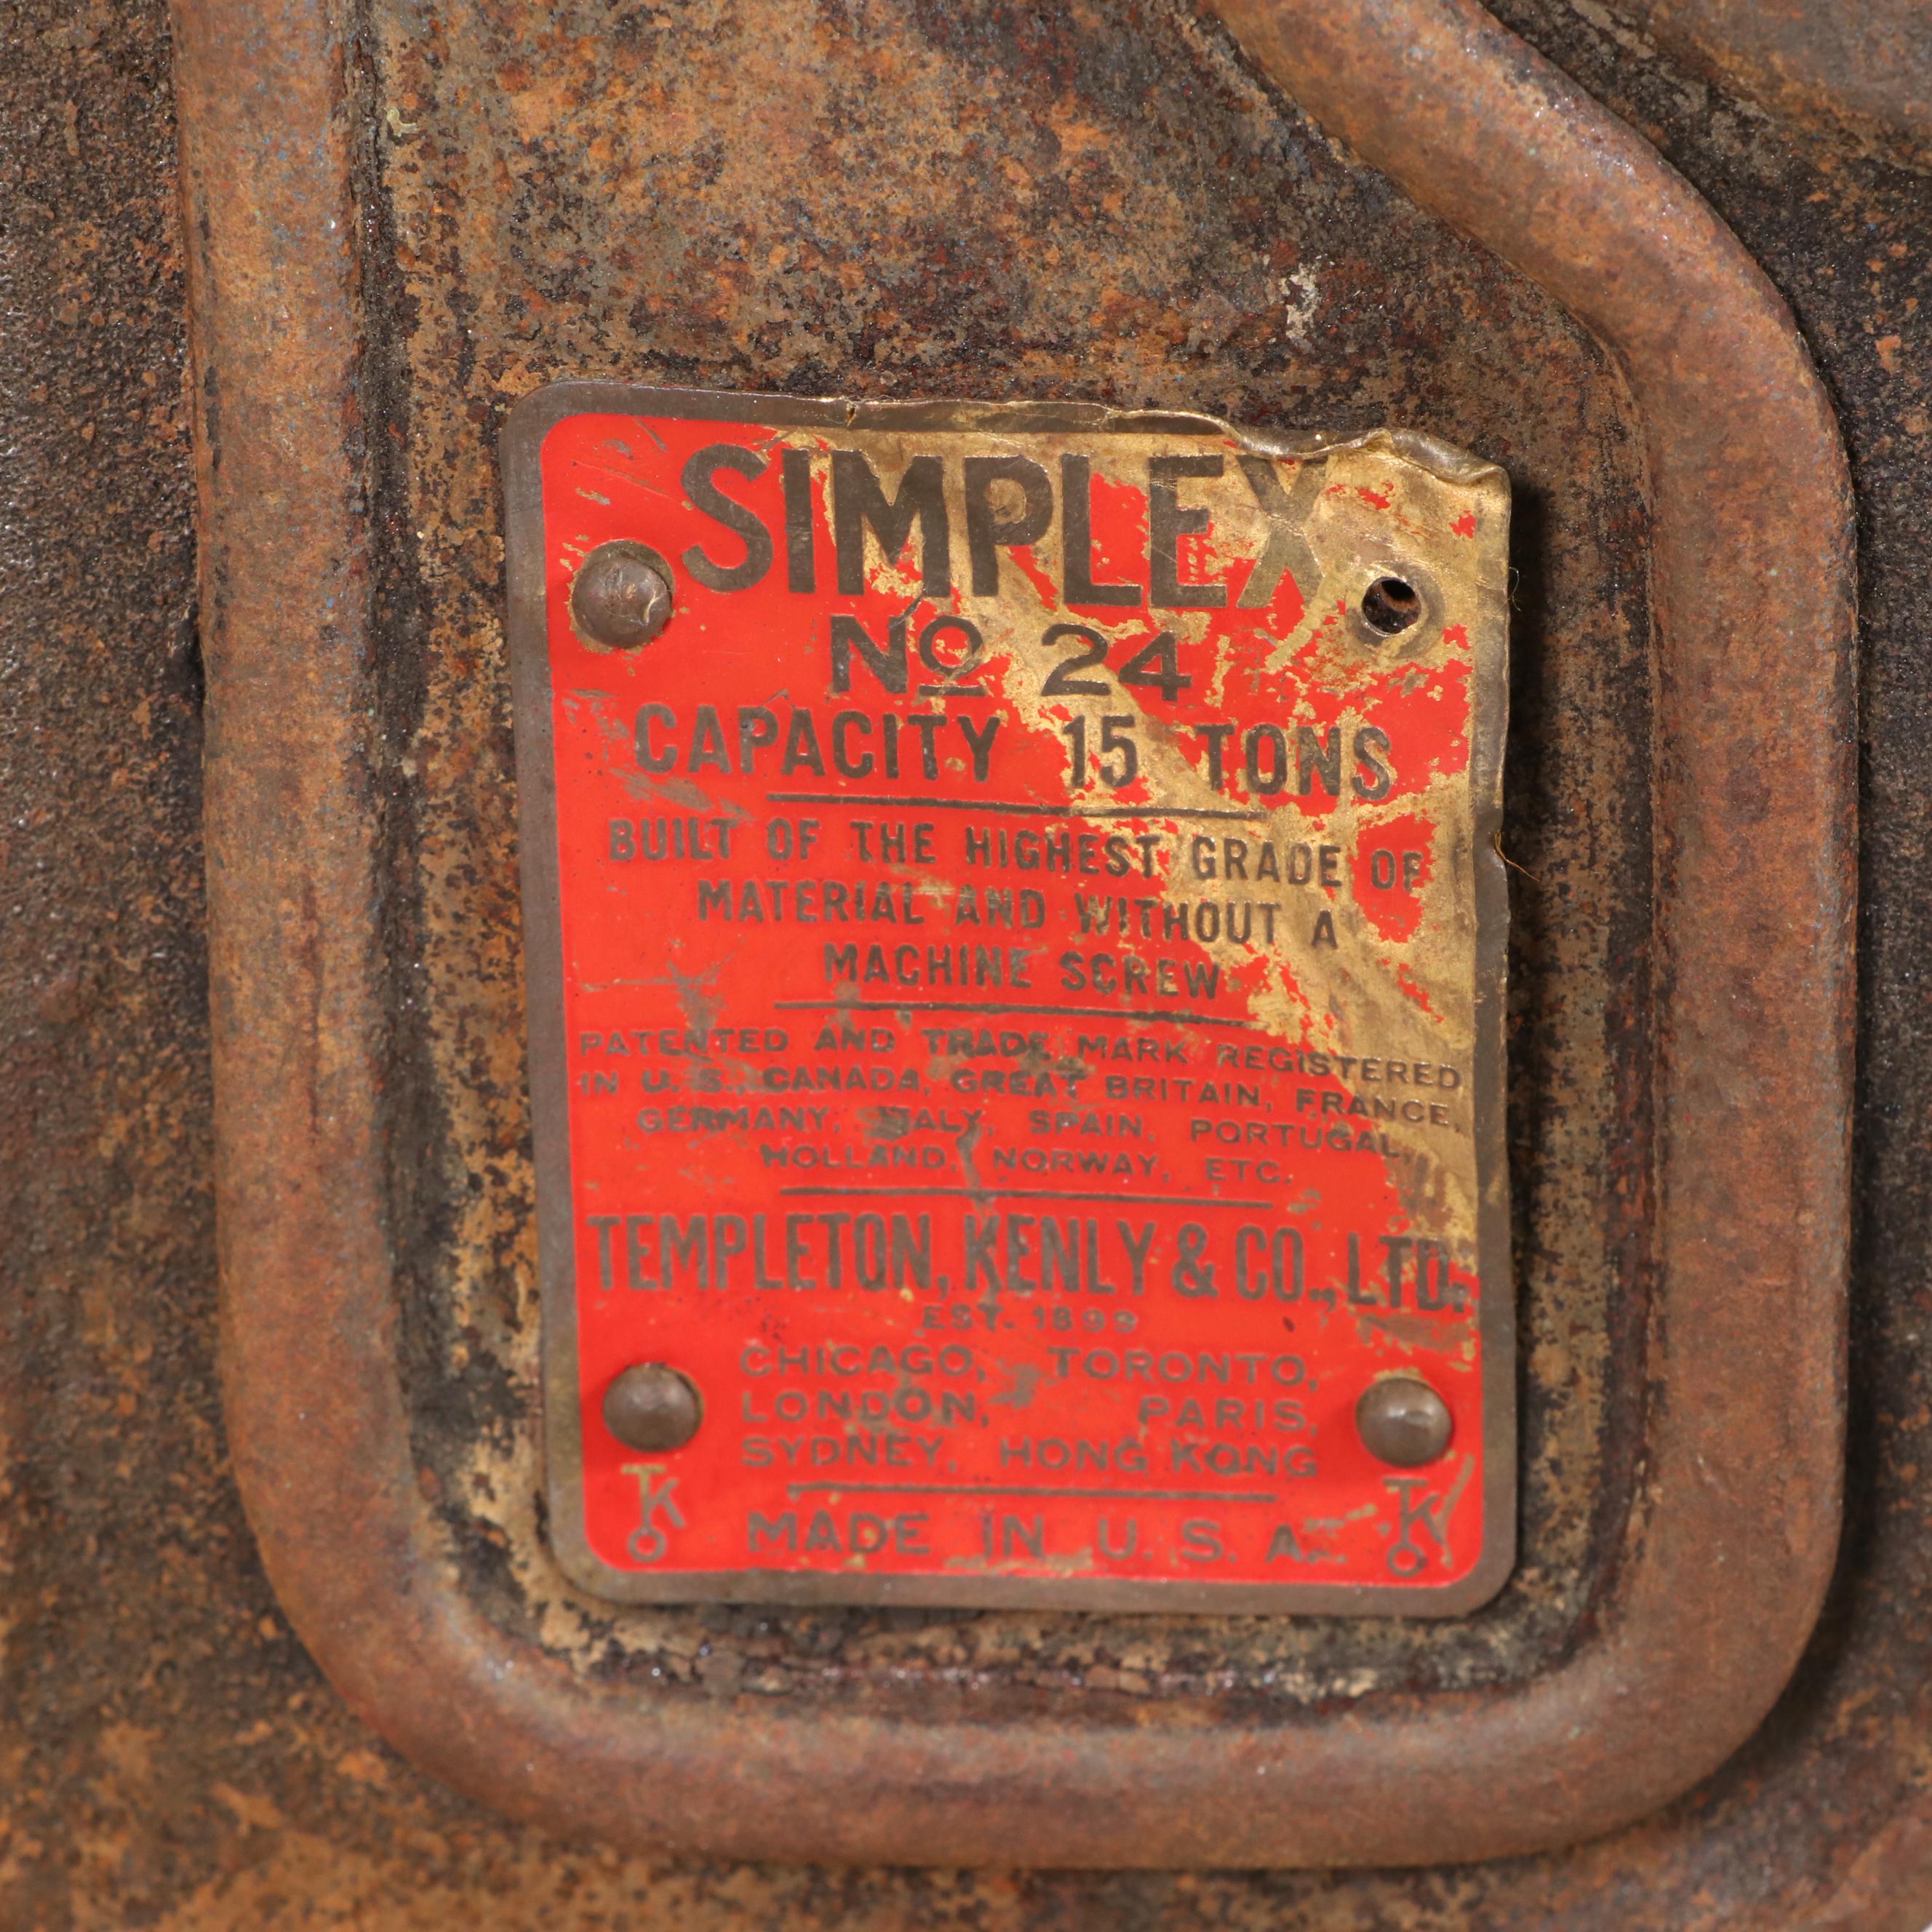 SIMPLEX
No 24
CAPACITY 15 TONS
BUILT OF THE HIGHEST GRADE OF
MATERIAL AND WITHOUT A
MACHINE SCREW
PATENTED AND TRADE MARK REGISTERED
IN U. S., CANADA, GREAT BRITAIN, FRANCE,
GERMANY, ITALY, SPAIN, PORTUGAL,
HOLLAND, NORWAY, ETC.
TEMPLETON, KENLY & CO., LTD.
EST. 1899
CHICAGO, TORONTO,
LONDON, PARIS,
SYDNEY, HONG KONG
TK TK
MADE IN U. S. A.